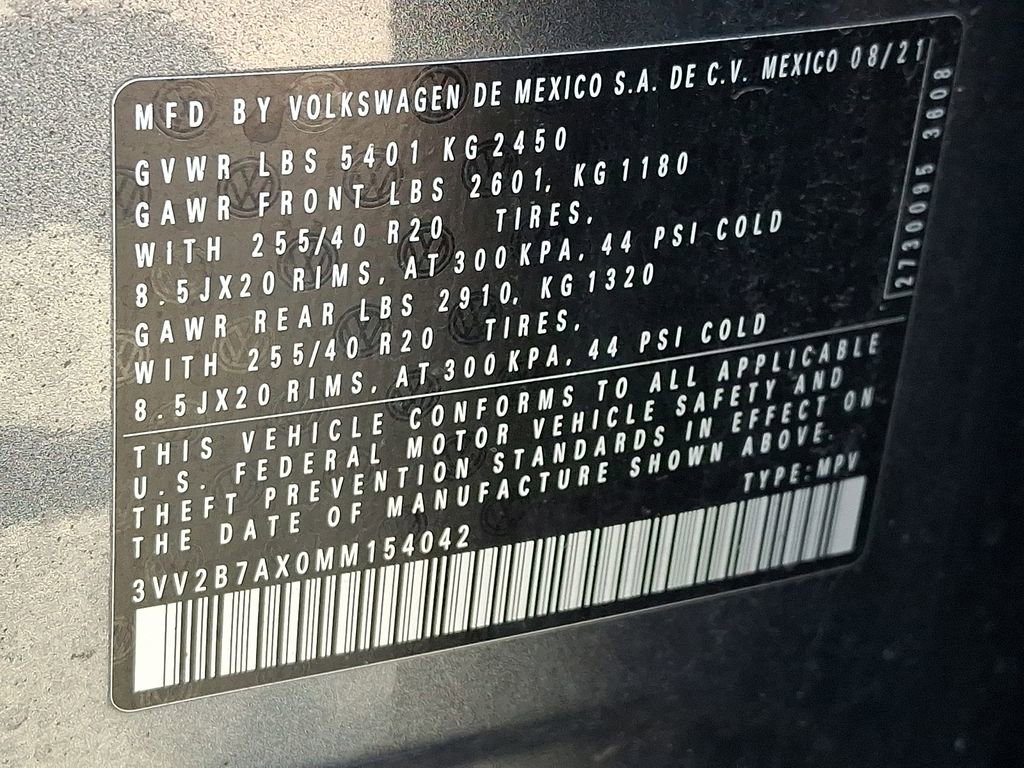 MFD BY VOLKSWAGEN DE MEXICO S.A. DE C.V. MEXICO 08/21
GVWR LBS 5401 KG 2450
GAWR FRONT LBS 2601, KG 1180
WITH 255/40 R20 TIRES,
8.5JX20 RIMS, AT 300 KPA, 44 PSI COLD
GAWR REAR LBS 2910, KG 1320
WITH 255/40 R20 TIRES,
8.5JX20 RIMS, AT 300 KPA, 44 PSI COLD
2730095 3608
THIS VEHICLE CONFORMS TO ALL APPLICABLE
U.S. FEDERAL MOTOR VEHICLE SAFETY AND
THEFT PREVENTION STANDARDS IN EFFECT ON
THE DATE OF MANUFACTURE SHOWN ABOVE.
TYPE: MPV
3VV2B7AX0MM154042